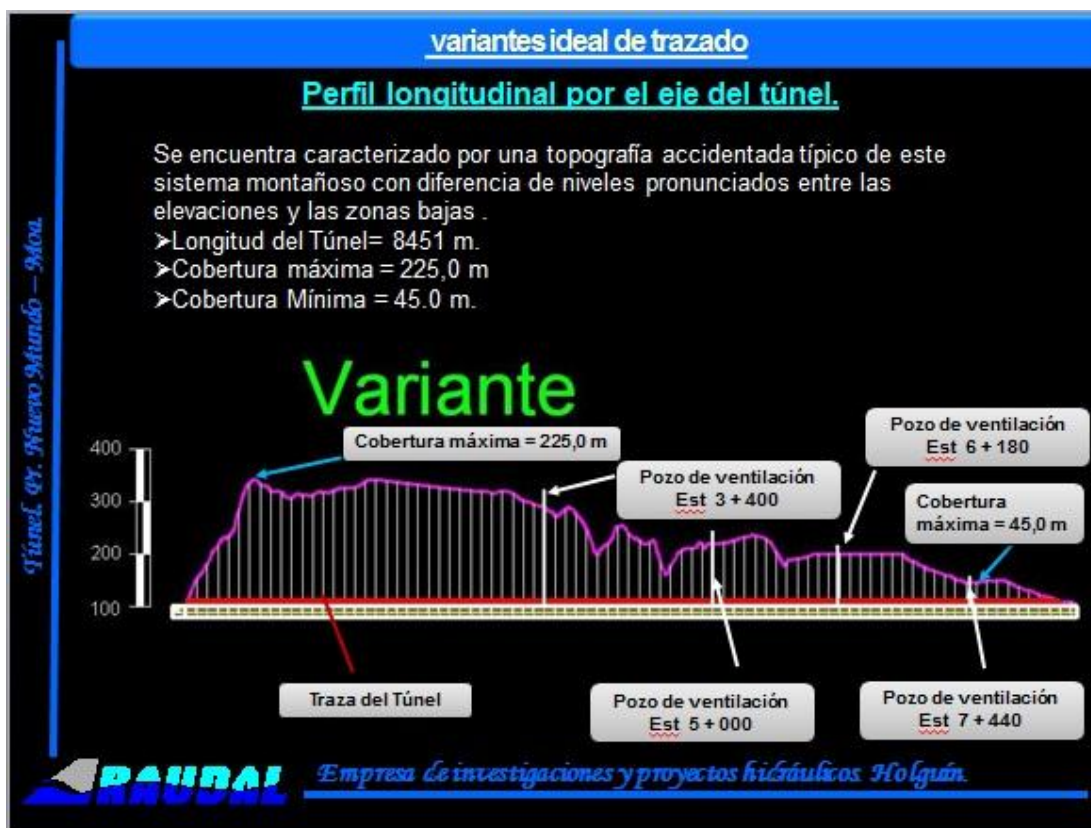 variantes ideal de trazado
Perfil longitudinal por el eje del túnel.
Se encuentra caracterizado por una topografía accidentada típico de este
sistema montañoso con diferencia de niveles pronunciados entre las
elevaciones y las zonas bajas .
➢Longitud del Túnel= 8451 m.
➢Cobertura máxima = 225,0 m
➢Cobertura Mínima = 45.0 m.
Túnel. Pr. Nuevo Mundo – Moa.
Variante
Cobertura máxima = 225,0 m
Pozo de ventilación
Est 3 + 400
Pozo de ventilación
Est 6 + 180
Cobertura
máxima = 45,0 m
400
300
200
100
Traza del Túnel
Pozo de ventilación
Est 5 + 000
Pozo de ventilación
Est 7 + 440
RAUDAL
Empresa de investigaciones y proyectos hidráulicos Holguín.